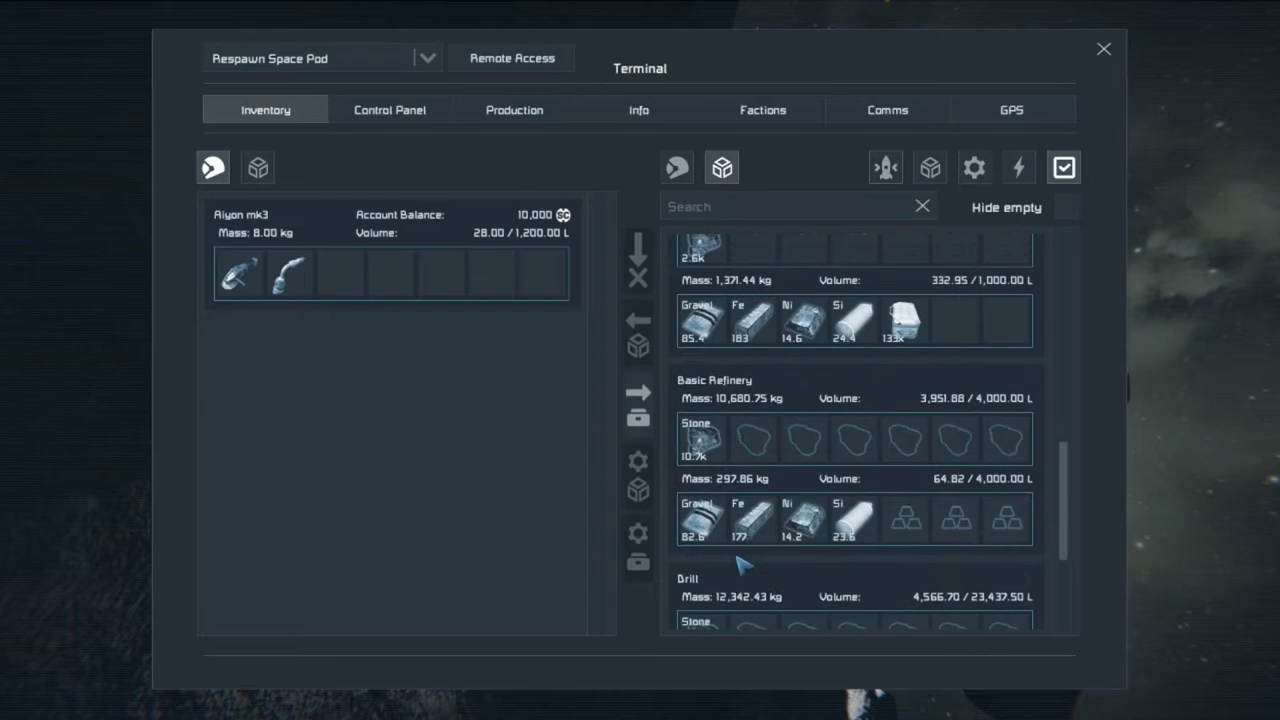 Respawn Space Pod
Remote Access
Terminal
Inventory
Control Panel
Production
Info
Factions
Comms
GPS
Riyon mk3
Account Balance: 10,000 SC
Mass: 8.00 kg
Volume: 28.00 / 1,200.00 L
Search
Hide empty
2.6k
Mass: 1,371.44 kg
Volume: 332.95 / 1,000.00 L
Gravel Fe Ni Si
85.4 183 14.6 24.4 133x
Basic Refinery
Mass: 10,680.75 kg
Volume: 3,951.88 / 4,000.00 L
Stone
10.7k
Mass: 297.86 kg
Volume: 64.82 / 4,000.00 L
Gravel Fe Ni Si
82.6 177 14.2 23.6
Drill
Mass: 12,342.43 kg
Volume: 4,566.70 / 23,437.50 L
Stone